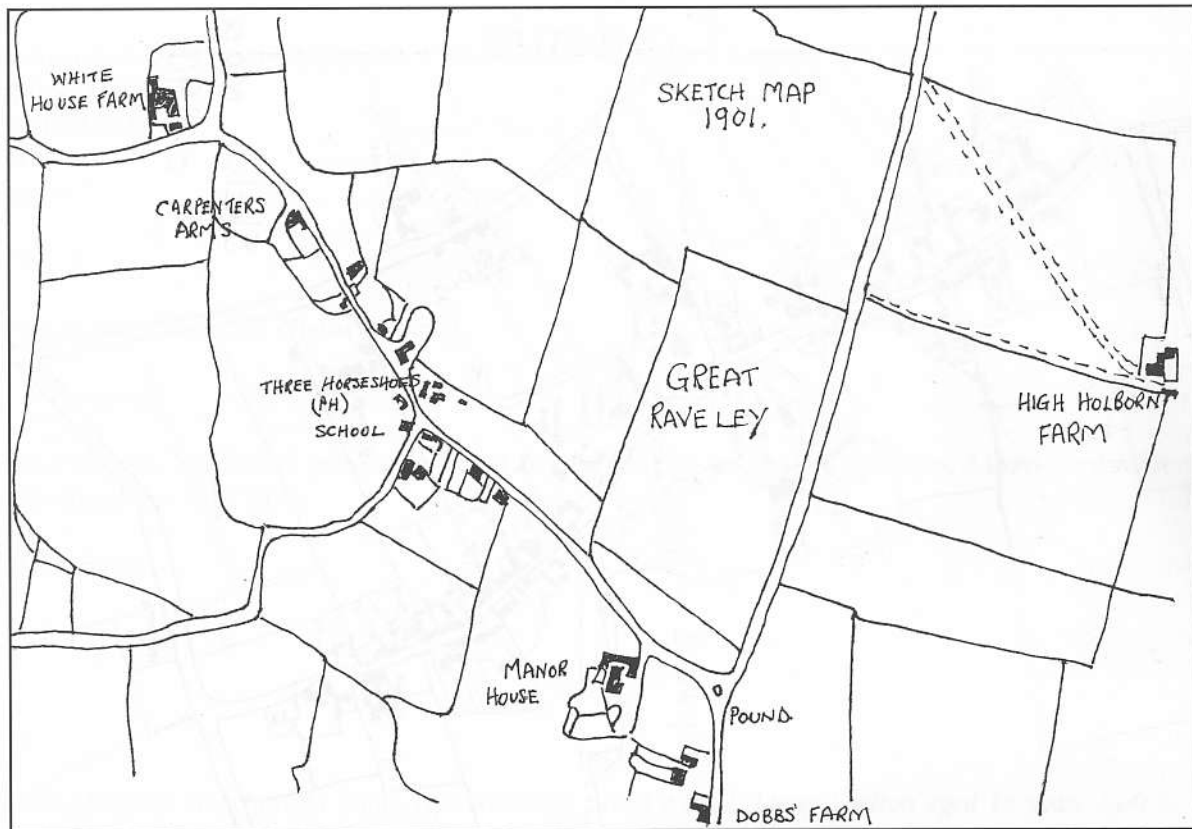 WHITE
HOUSE FARM
SKETCH MAP
1901.
CARPENTERS
ARMS
THREE HORSESHOES
(PH)
SCHOOL
GREAT
RAVELEY
HIGH HOLBORN
FARM
MANOR
HOUSE
POUND
DOBBS' FARM